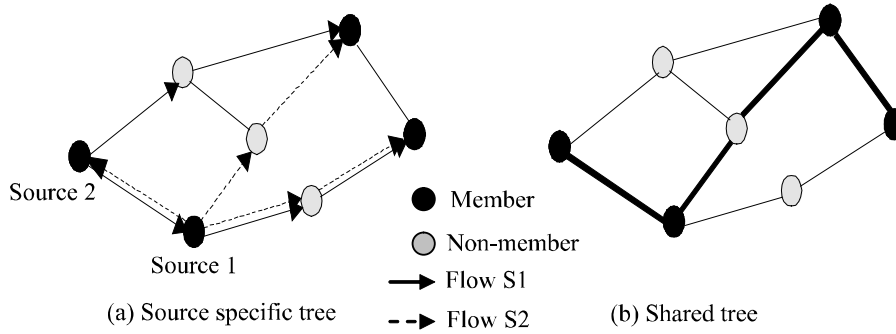 Source 2
Source 1
Member
Non-member
Flow S1
Flow S2
(a) Source specific tree
(b) Shared tree